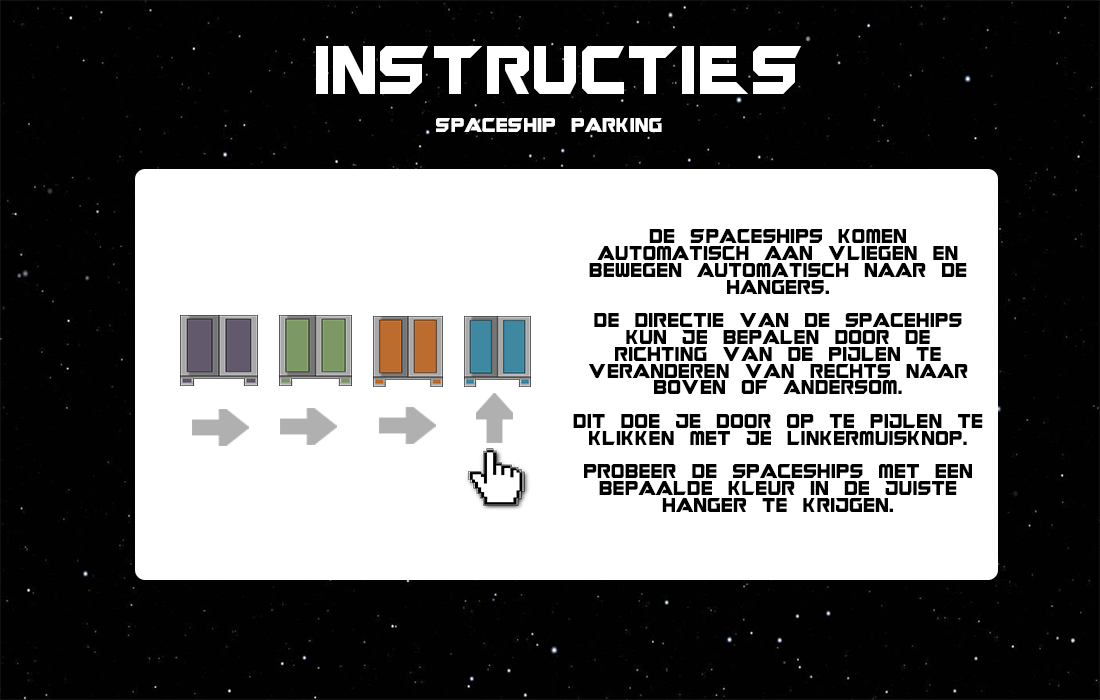 INSTRUCTIES
SPACESHIP PARKING
DE SPACESHIPS KOMEN
AUTOMATISCH AAN VLIEGEN EN
BEWEGEN AUTOMATISCH NAAR DE
HANGERS.
DE DIRECTIE VAN DE SPACEHIPS
KUN JE BEPALEN DOOR DE
RICHTING VAN DE PIJLEN TE
VERANDEREN VAN RECHTS NAAR
BOVEN OF ANDERSOM.
DIT DOE JE DOOR OP TE PIJLEN TE
KLIKKEN MET JE LINKERMUISKNOP.
PROBEER DE SPACESHIPS MET EEN
BEPAALDE KLEUR IN DE JUISTE
HANGER TE KRIJGEN.